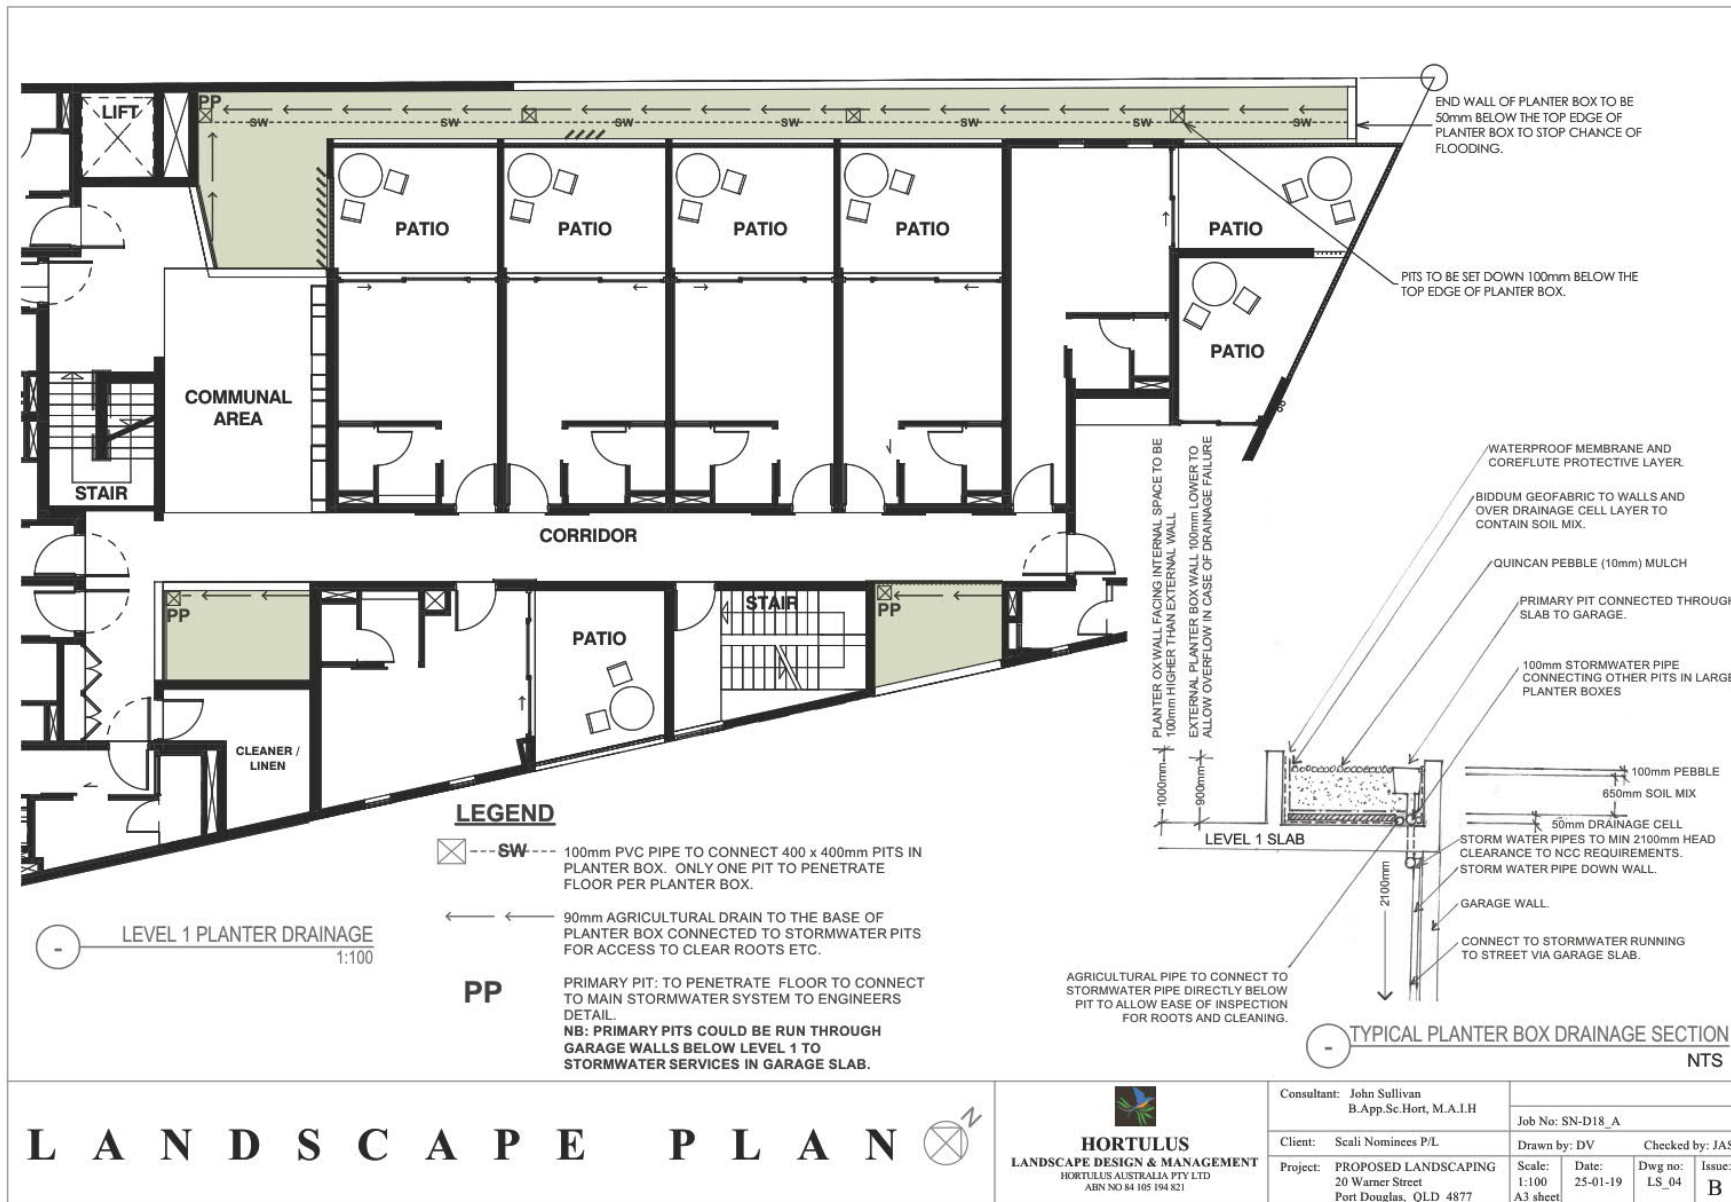 LIFT
PP
SW
SW
SW
SW
SW
SW
SW
END WALL OF PLANTER BOX TO BE
50mm BELOW THE TOP EDGE OF
PLANTER BOX TO STOP CHANCE OF
FLOODING.
PATIO
PATIO
PATIO
PATIO
PATIO
PITS TO BE SET DOWN 100mm BELOW THE
TOP EDGE OF PLANTER BOX.
PATIO
COMMUNAL
AREA
STAIR
CORRIDOR
PP
STAIR
PP
PATIO
CLEANER /
LINEN
PLANTER OX WALL FACING INTERNAL SPACE TO BE
100mm HIGHER THAN EXTERNAL WALL
EXTERNAL PLANTER BOX WALL 100mm LOWER TO
ALLOW OVERFLOW IN CASE OF DRAINAGE FAILURE
WATERPROOF MEMBRANE AND
COREFLUTE PROTECTIVE LAYER.
BIDDUM GEOFABRIC TO WALLS AND
OVER DRAINAGE CELL LAYER TO
CONTAIN SOIL MIX.
QUINCAN PEBBLE (10mm) MULCH
PRIMARY PIT CONNECTED THROUGH
SLAB TO GARAGE.
100mm STORMWATER PIPE
CONNECTING OTHER PITS IN LARGE
PLANTER BOXES
1000mm
900mm
100mm PEBBLE
650mm SOIL MIX
50mm DRAINAGE CELL
LEVEL 1 SLAB
STORM WATER PIPES TO MIN 2100mm HEAD
CLEARANCE TO NCC REQUIREMENTS.
STORM WATER PIPE DOWN WALL.
2100mm
GARAGE WALL.
CONNECT TO STORMWATER RUNNING
TO STREET VIA GARAGE SLAB.
AGRICULTURAL PIPE TO CONNECT TO
STORMWATER PIPE DIRECTLY BELOW
PIT TO ALLOW EASE OF INSPECTION
FOR ROOTS AND CLEANING.
- TYPICAL PLANTER BOX DRAINAGE SECTION
NTS
LEGEND
SW
100mm PVC PIPE TO CONNECT 400 x 400mm PITS IN
PLANTER BOX. ONLY ONE PIT TO PENETRATE
FLOOR PER PLANTER BOX.
90mm AGRICULTURAL DRAIN TO THE BASE OF
PLANTER BOX CONNECTED TO STORMWATER PITS
FOR ACCESS TO CLEAR ROOTS ETC.
PP
PRIMARY PIT: TO PENETRATE FLOOR TO CONNECT
TO MAIN STORMWATER SYSTEM TO ENGINEERS
DETAIL.
NB: PRIMARY PITS COULD BE RUN THROUGH
GARAGE WALLS BELOW LEVEL 1 TO
STORMWATER SERVICES IN GARAGE SLAB.
- LEVEL 1 PLANTER DRAINAGE
1:100
LANDSCAPE PLAN
N
HORTULUS
LANDSCAPE DESIGN & MANAGEMENT
HORTULUS AUSTRALIA PTY LTD
ABN NO 84 105 194 821
Consultant: John Sullivan
B.App.Sc.Hort, M.A.I.H
Client: Scali Nominees P/L
Project: PROPOSED LANDSCAPING
20 Warner Street
Port Douglas, QLD 4877
Job No: SN-D18_A
Drawn by: DV Checked by: JAS
Scale: Date: Dwg no: Issue:
1:100 25-01-19 LS_04 B
A3 sheet